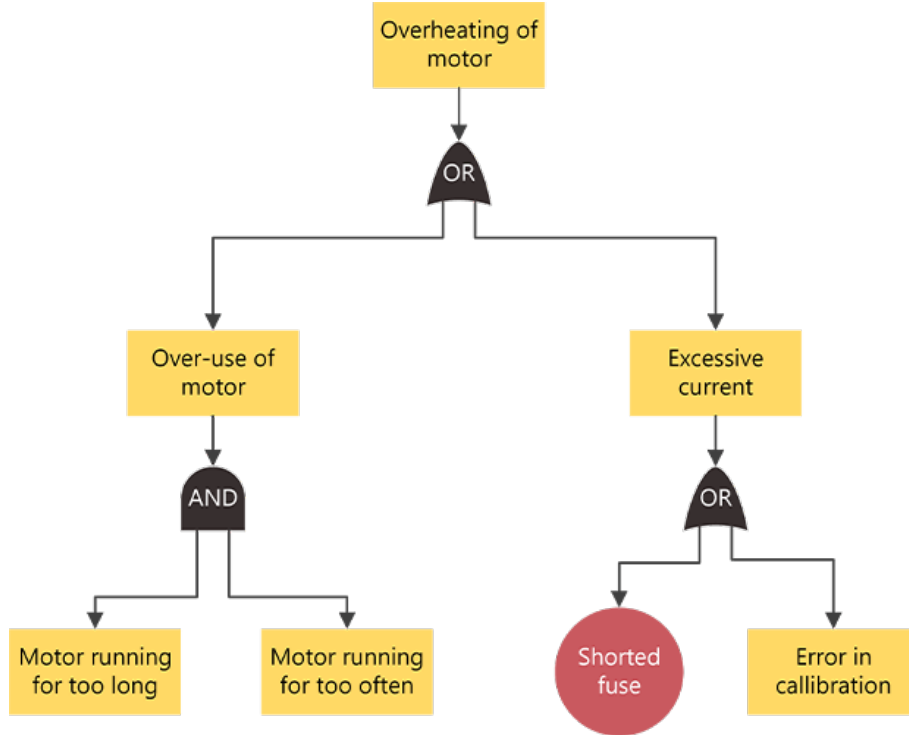 Overheating of
motor
OR
Over-use of
motor
Excessive
current
AND
OR
Motor running
for too long
Motor running
for too often
Shorted
fuse
Error in
callibration